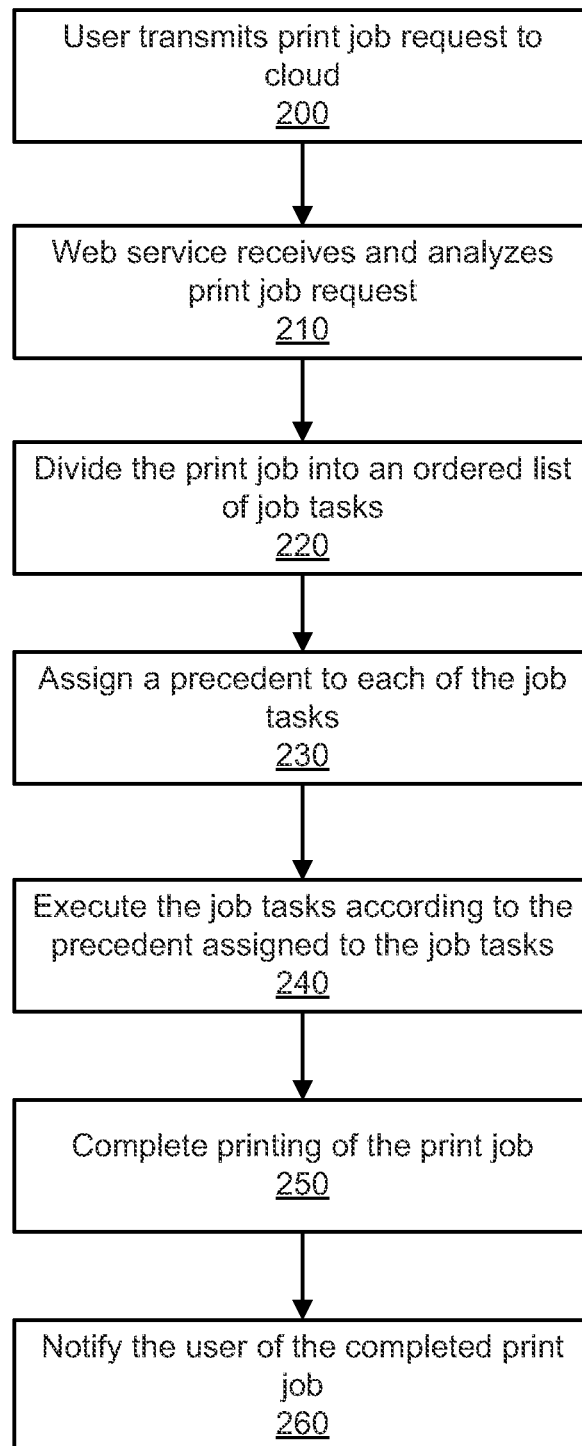 User transmits print job request to
cloud
200
Web service receives and analyzes
print job request
210
Divide the print job into an ordered list
of job tasks
220
Assign a precedent to each of the job
tasks
230
Execute the job tasks according to the
precedent assigned to the job tasks
240
Complete printing of the print job
250
Notify the user of the completed print
job
260